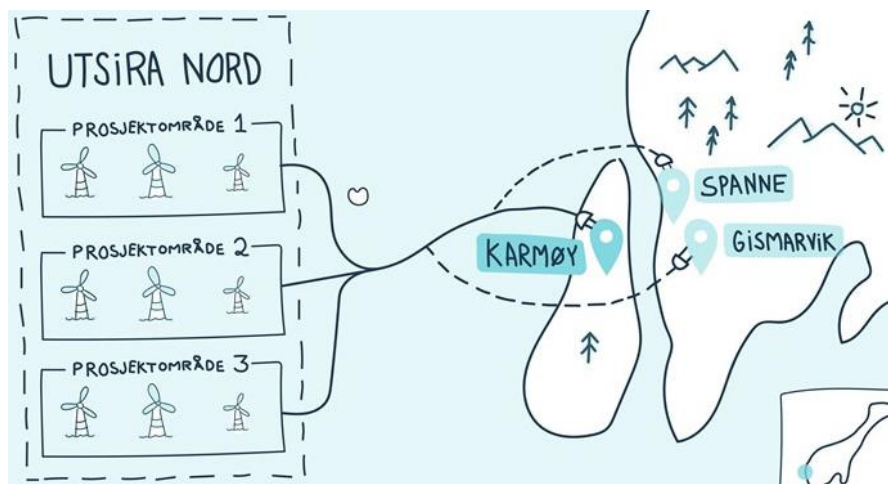 UTSIRA NORD
PROSJEKTOMRÅDE 1
PROSJEKTOMRÅDE 2
PROSJEKTOMRÅDE 3
SPANNE
KARMØY
GISMARVIK